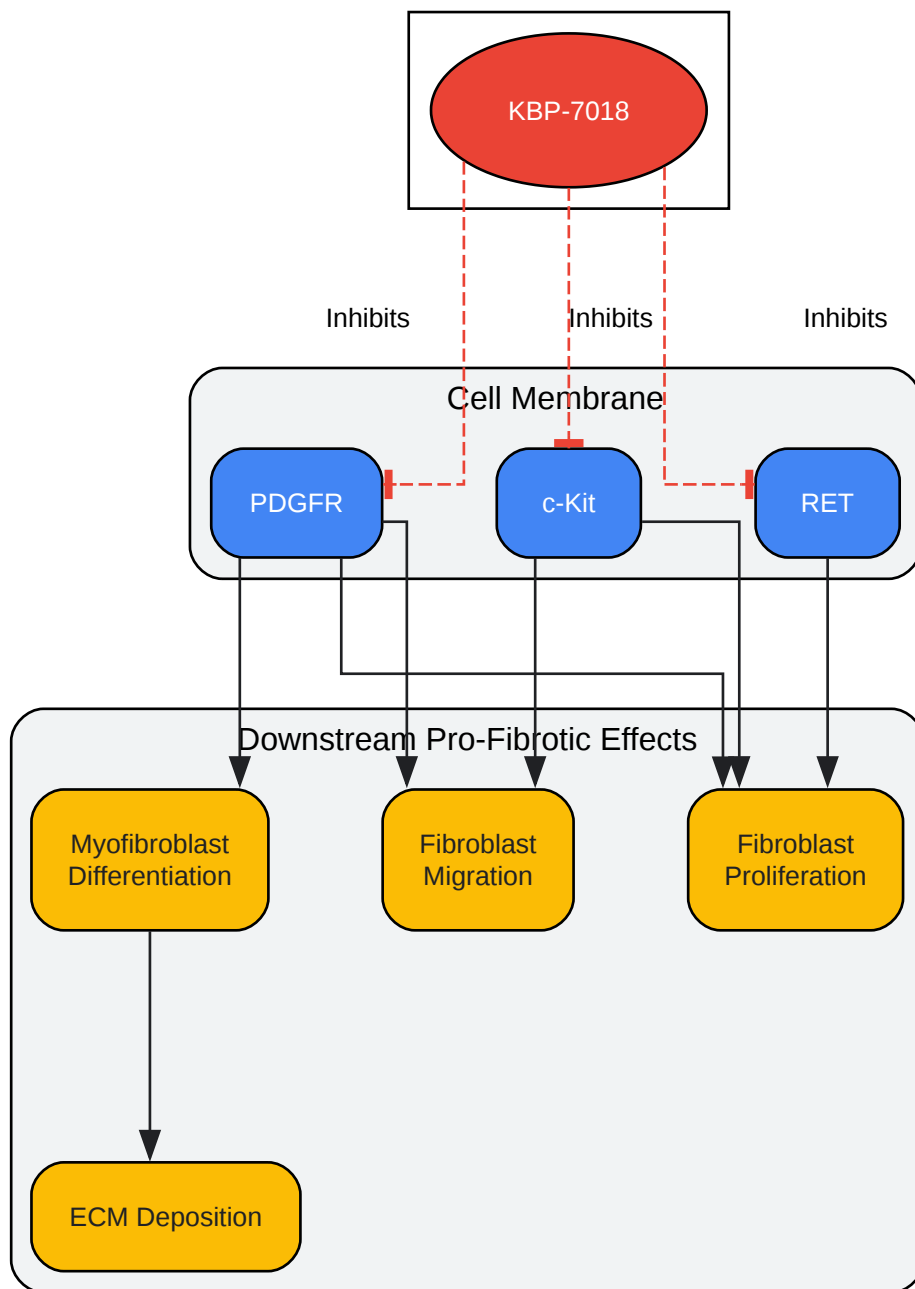 KBP-7018
Inhibits
Inhibits
Inhibits
Cell Membrane
PDGFR
c-Kit
RET
Downstream Pro-Fibrotic Effects
Myofibroblast
Differentiation
Fibroblast
Migration
Fibroblast
Proliferation
ECM Deposition